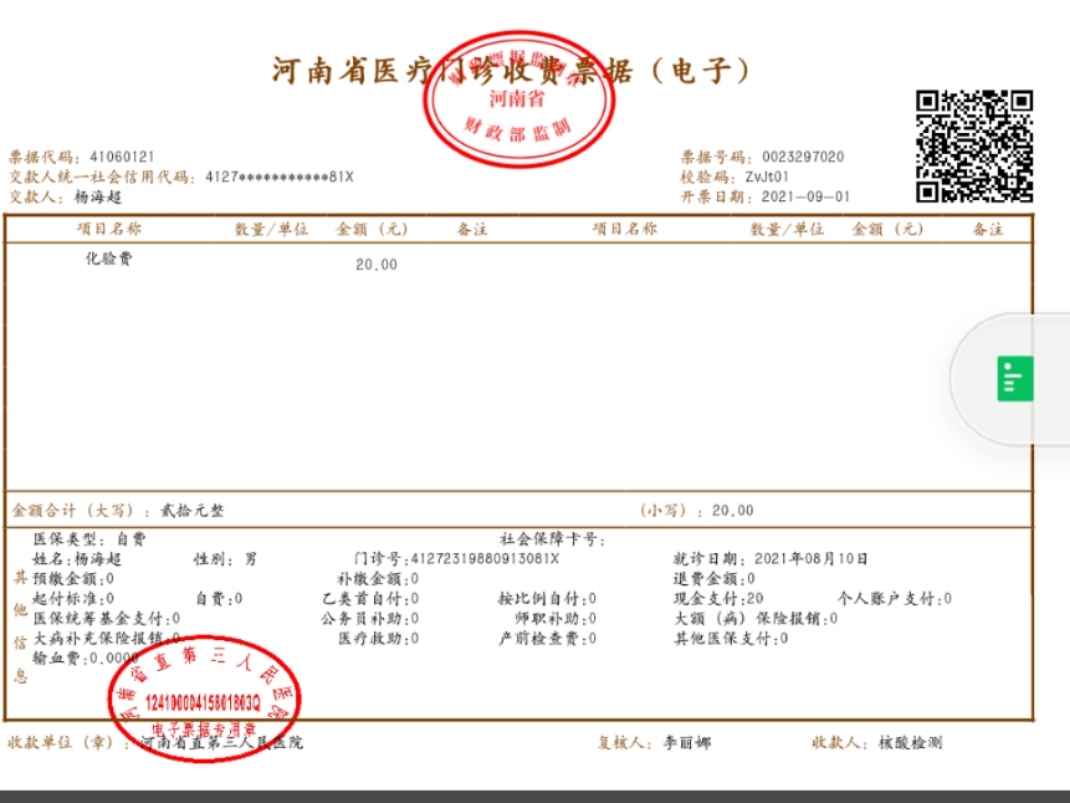 河南省医疗门诊收费票据（电子）
河南省
财政部监制
票据代码：41060121
票据号码：0023297020
交款人统一社会信用代码：4127***********81X
校验码：ZvJt01
交款人：杨海超
开票日期：2021-09-01
项目名称 数量/单位 金额（元） 备注 项目名称 数量/单位 金额（元） 备注
化验费 20.00
金额合计（大写）：贰拾元整 （小写）：20.00
其他信息
医保类型：自费 社会保障卡号：
姓名:杨海超 性别：男 门诊号:41272319880913081X 就诊日期：2021年08月10日
预缴金额:0 补缴金额:0 退费金额:0
起付标准:0 自费:0 乙类首自付:0 按比例自付:0 现金支付:20 个人账户支付:0
医保统筹基金支付:0 公务员补助:0 师职补助:0 大额（病）保险报销:0
大病补充保险报销:0 医疗救助:0 产前检查费:0 其他医保支付:0
输血费:0.0000
河南省直第三人民医院
12410000415801803Q
电子票据专用章
收款单位（章）：河南省直第三人民医院 复核人：李丽娜 收款人：核酸检测